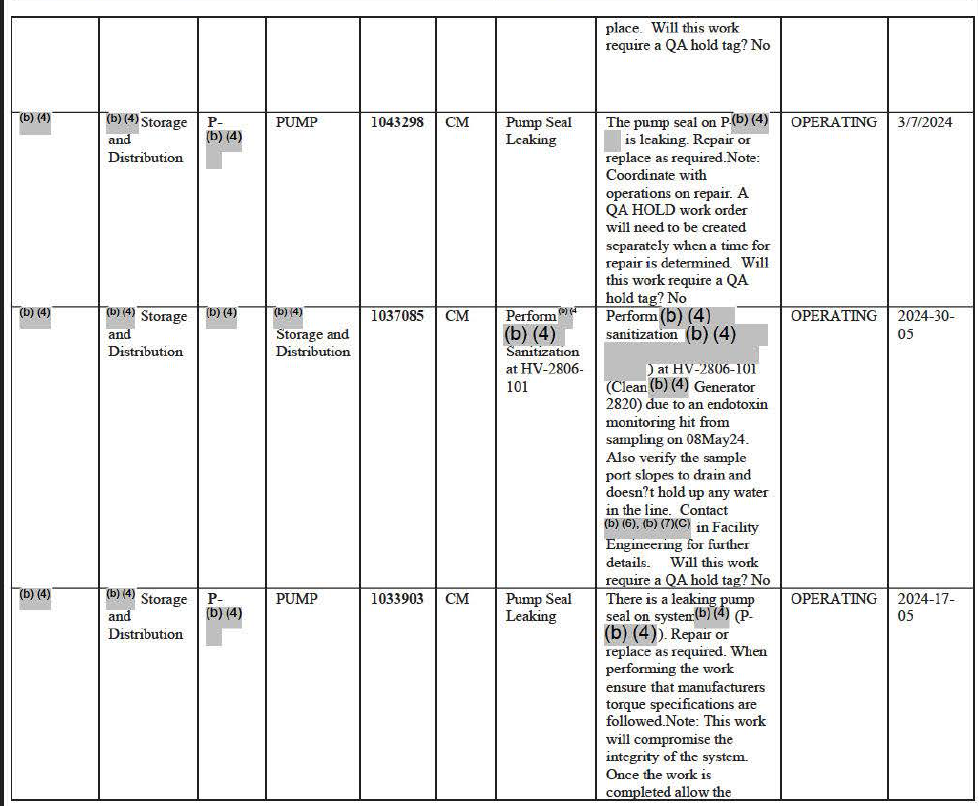 place. Will this work
require a QA hold tag? No
(b) (4)
(b) (4) Storage
and
Distribution
P-
(b) (4)
PUMP
1043298
CM
Pump Seal
Leaking
The pump seal on P-(b) (4)
is leaking. Repair or
replace as required.Note:
Coordinate with
operations on repair. A
QA HOLD work order
will need to be created
separately when a time for
repair is determined. Will
this work require a QA
hold tag? No
OPERATING
3/7/2024
(b) (4)
(b) (4) Storage
and
Distribution
(b) (4)
(b) (4)
Storage and
Distribution
1037085
CM
Perform (b) (4
(b) (4)
Sanitization
at HV-2806-
101
Perform (b) (4)
sanitization (b) (4)
) at HV-2806-101
(Clean (b) (4) Generator
2820) due to an endotoxin
monitoring hit from
sampling on 08May24.
Also verify the sample
port slopes to drain and
doesn?t hold up any water
in the line. Contact
(b) (6), (b) (7)(C) in Facility
Engineering for further
details. Will this work
require a QA hold tag? No
OPERATING
2024-30-
05
(b) (4)
(b) (4) Storage
and
Distribution
P-
(b) (4)
PUMP
1033903
CM
Pump Seal
Leaking
There is a leaking pump
seal on system (b) (4) (P-
(b) (4)). Repair or
replace as required. When
performing the work
ensure that manufacturers
torque specifications are
followed.Note: This work
will compromise the
integrity of the system.
Once the work is
completed allow the
OPERATING
2024-17-
05